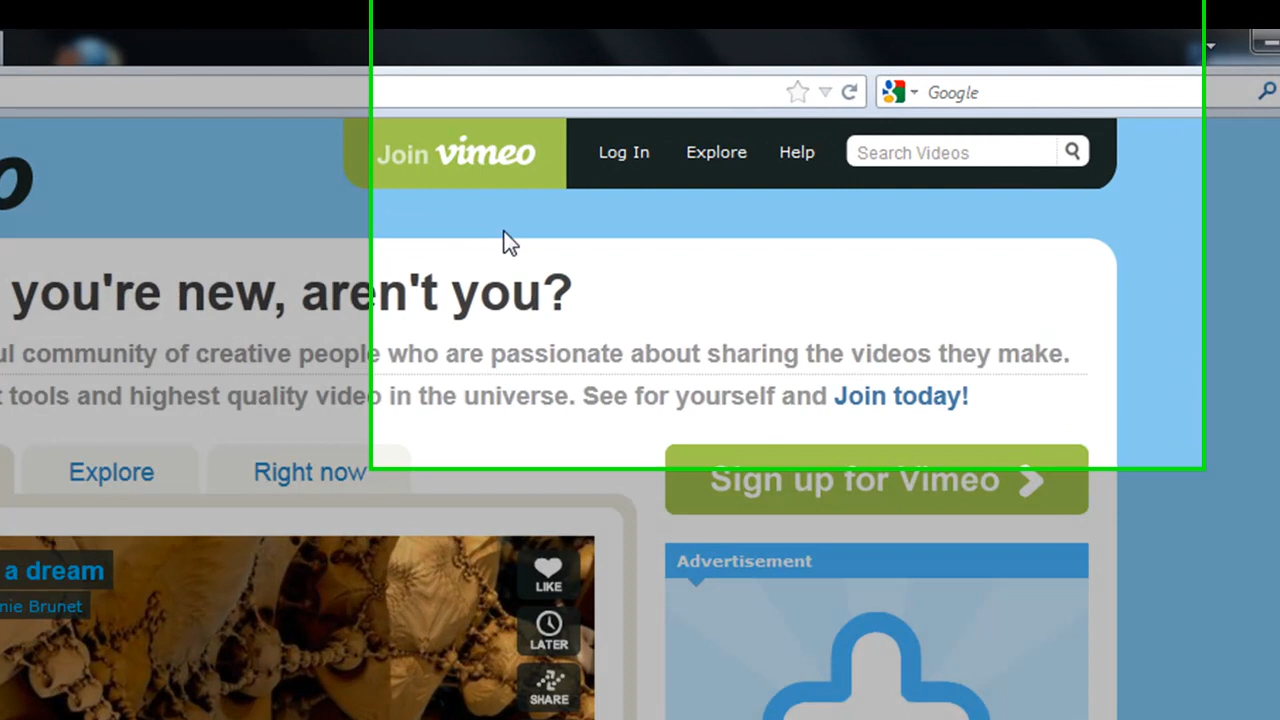 Google
Join vimeo
Log In
Explore
Help
Search Videos
you're new, aren't you?
community of creative people who are passionate about sharing the videos they make.
tools and highest quality video in the universe. See for yourself and Join today!
Explore
Right now
Sign up for Vimeo
a dream
Brunet
LIKE
LATER
SHARE
Advertisement